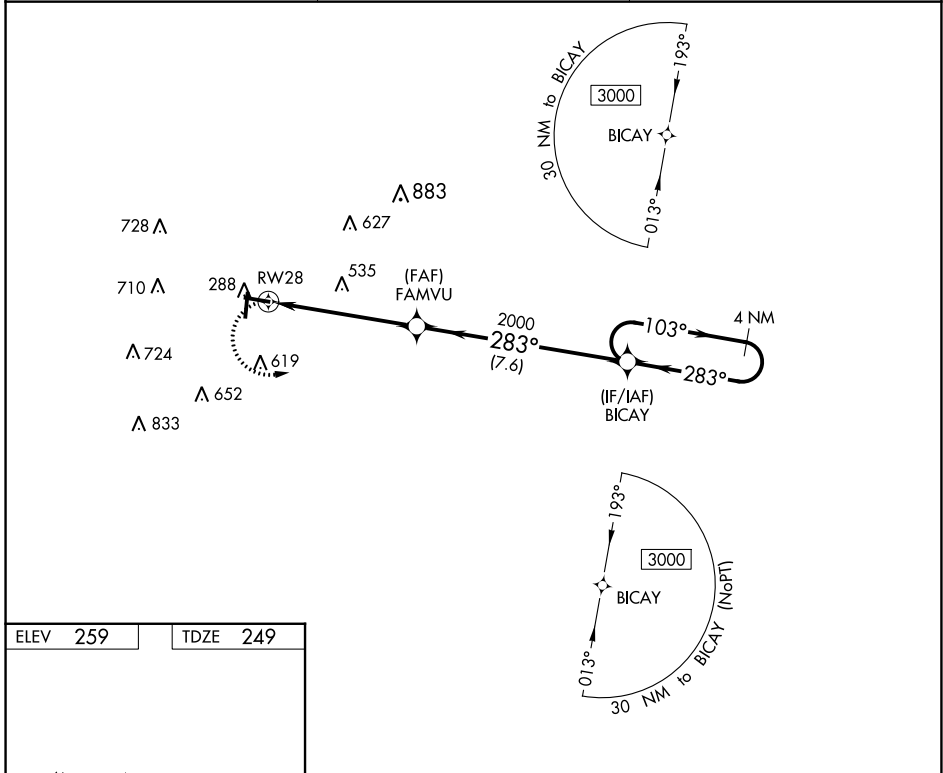 193°
30 NM to BICAY
3000
BICAY
013°
883
728
627
710
288
RW28
535
(FAF)
FAMVU
2000
283°
(7.6)
103°
4 NM
283°
(IF/IAF)
BICAY
724
619
652
833
193°
3000
BICAY
013°
30 NM to BICAY (NoPT)
ELEV 259
TDZE 249